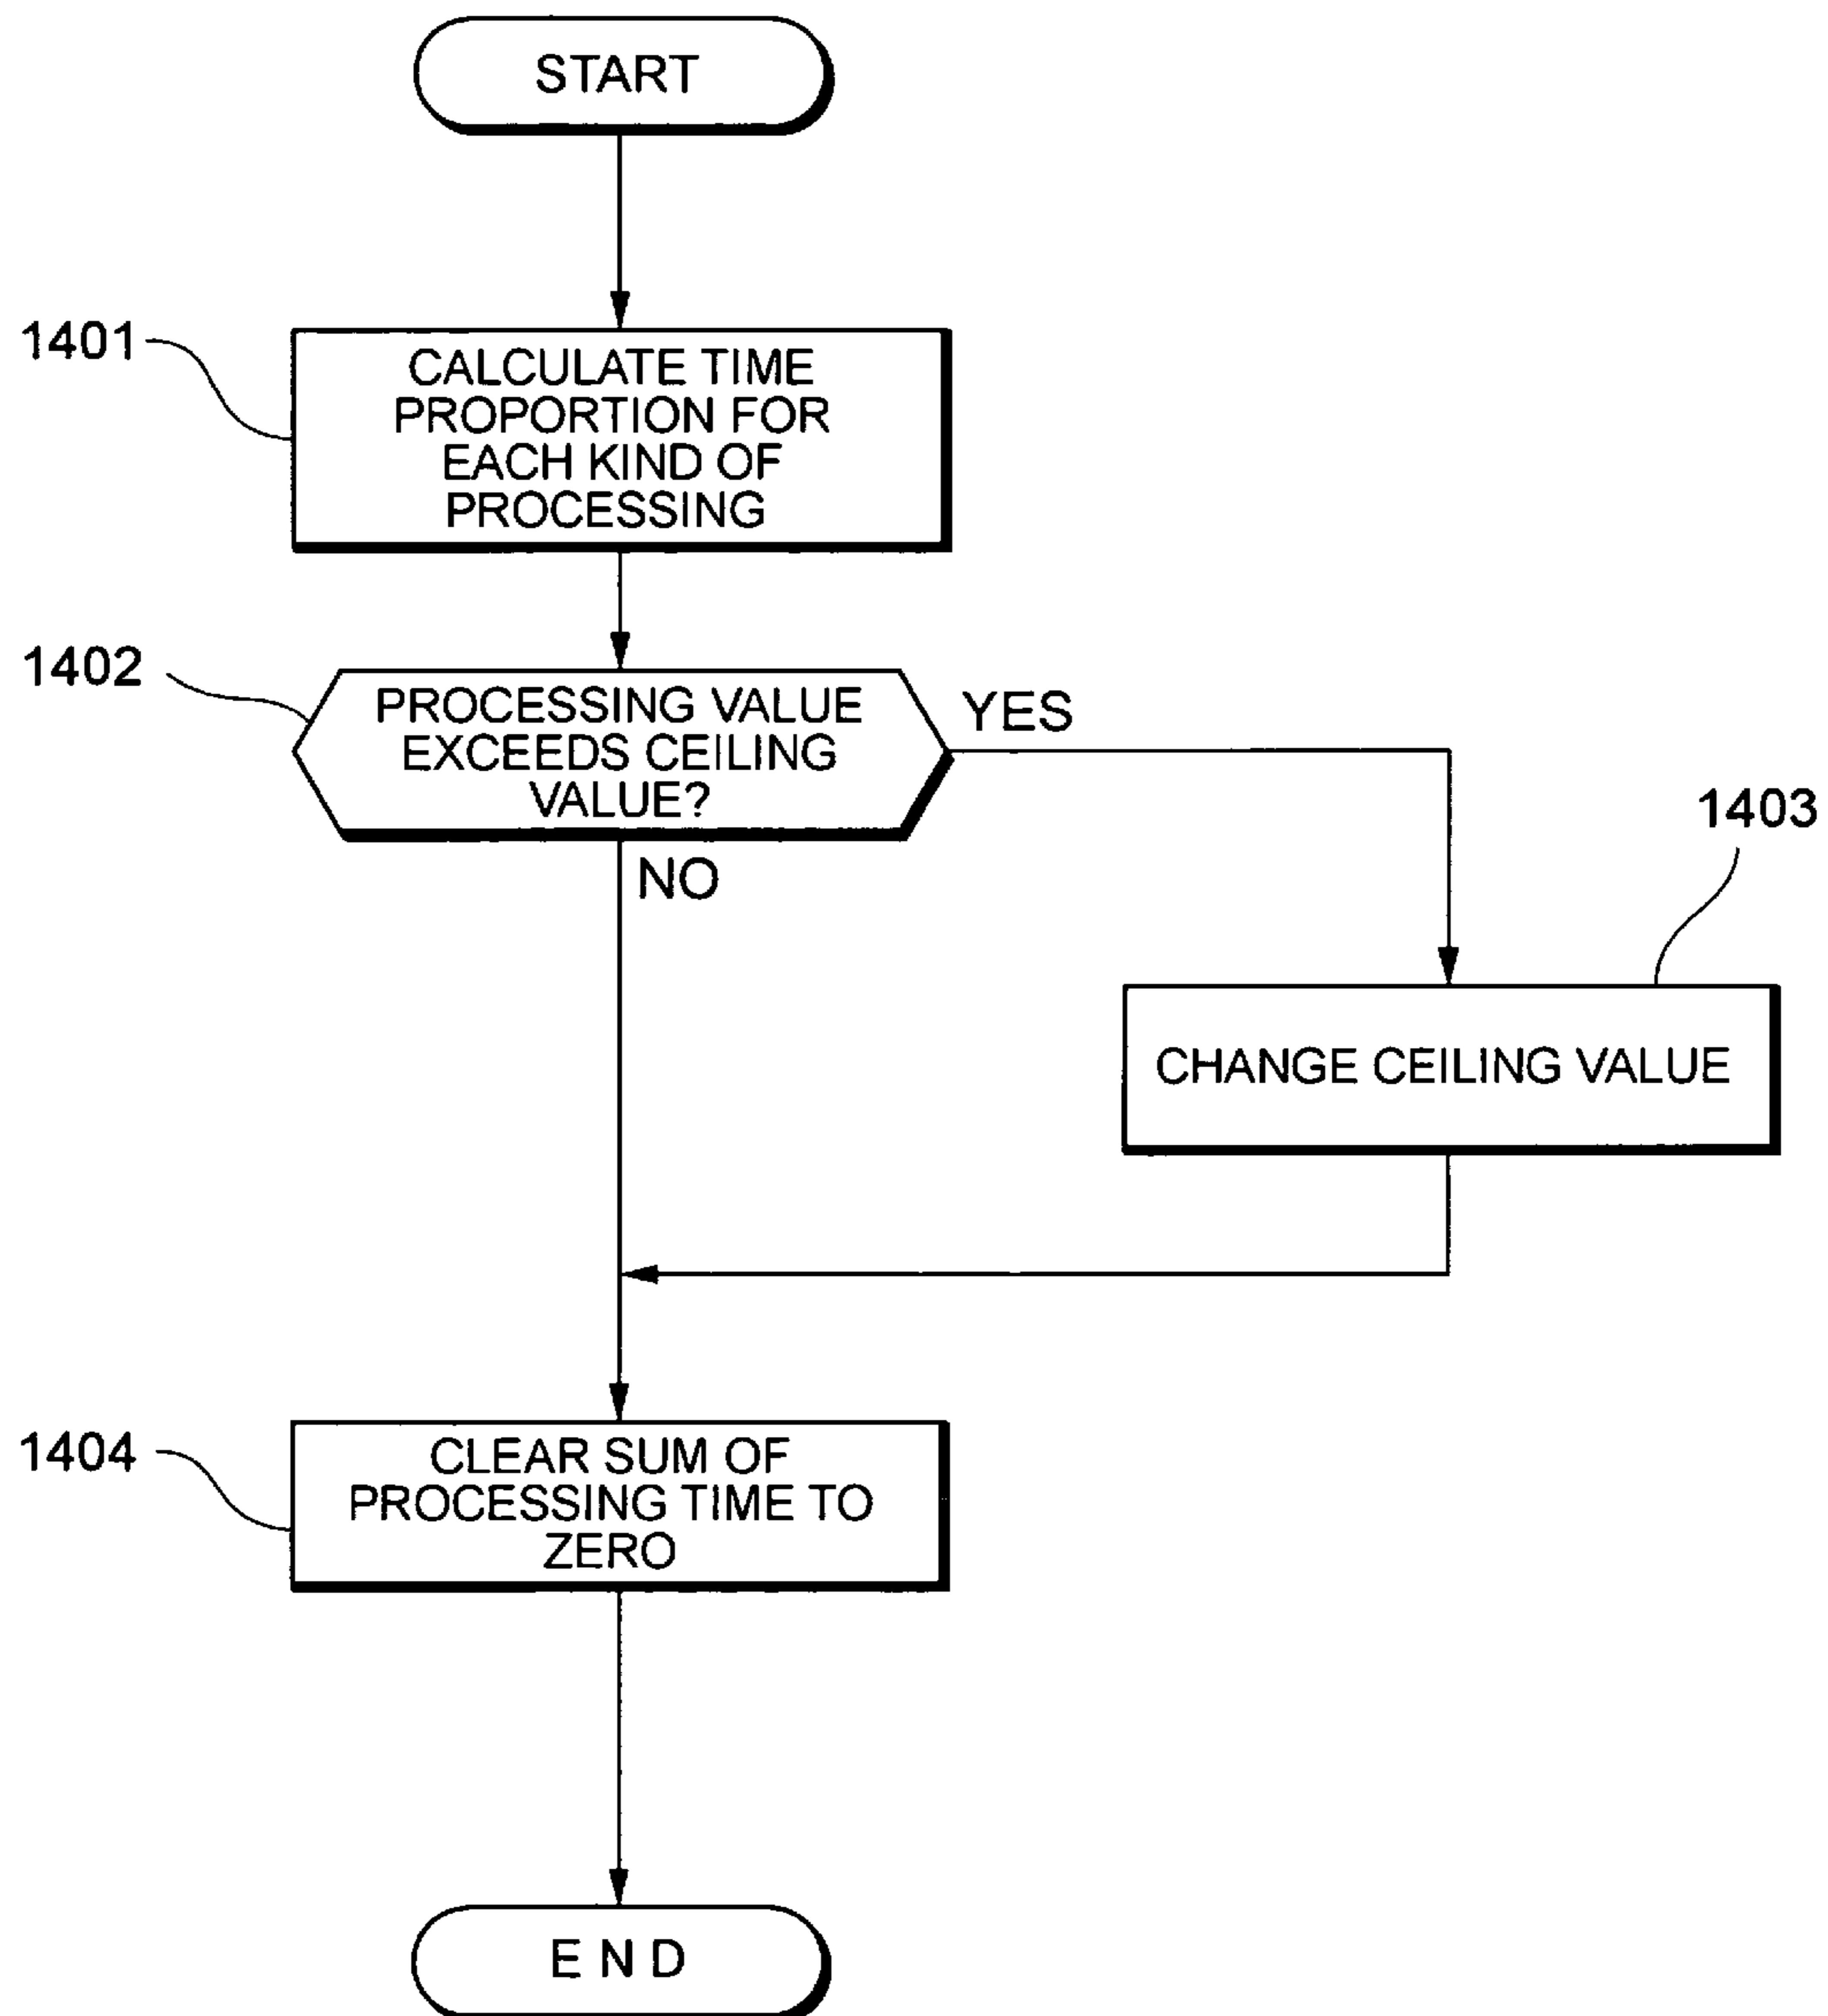 START
1401
CALCULATE TIME
PROPORTION FOR
EACH KIND OF
PROCESSING
1402
PROCESSING VALUE
EXCEEDS CEILING
VALUE?
YES
NO
1403
CHANGE CEILING VALUE
1404
CLEAR SUM OF
PROCESSING TIME TO
ZERO
END